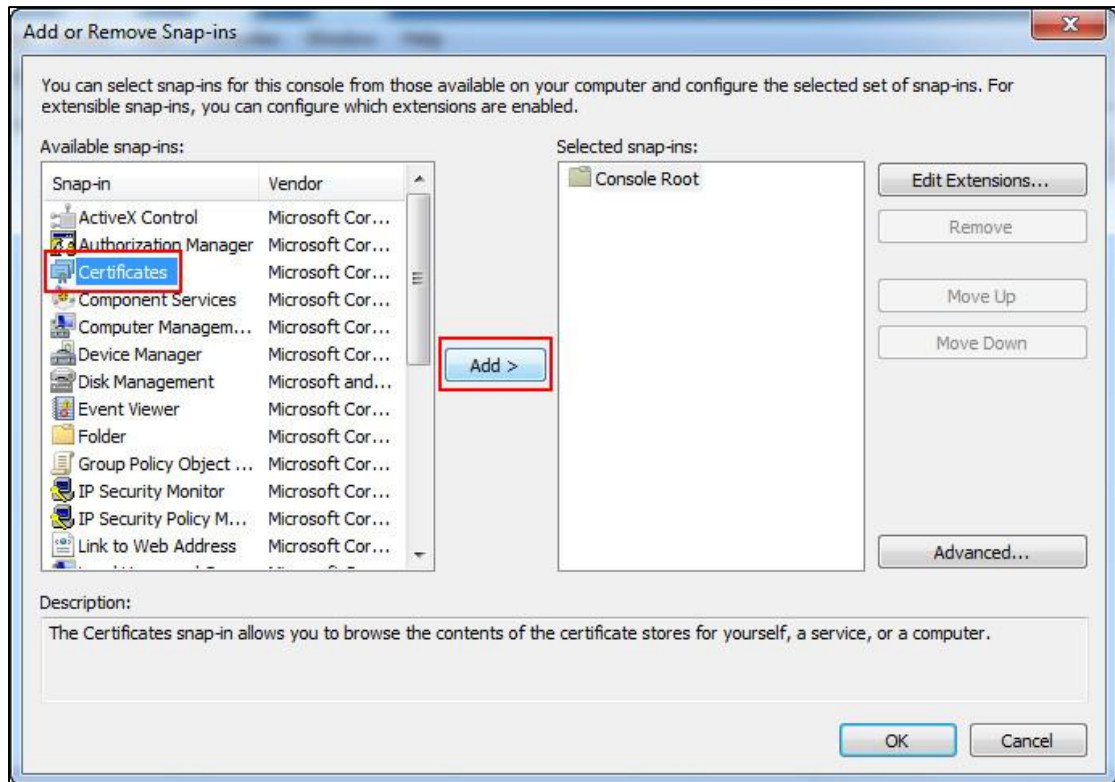 Add or Remove Snap-ins
You can select snap-ins for this console from those available on your computer and configure the selected set of snap-ins. For
extensible snap-ins, you can configure which extensions are enabled.
Available snap-ins:
Selected snap-ins:
Snap-in Vendor
ActiveX Control Microsoft Cor...
Authorization Manager Microsoft Cor...
Certificates Microsoft Cor...
Component Services Microsoft Cor...
Computer Managem... Microsoft Cor...
Device Manager Microsoft Cor...
Disk Management Microsoft and...
Event Viewer Microsoft Cor...
Folder Microsoft Cor...
Group Policy Object ... Microsoft Cor...
IP Security Monitor Microsoft Cor...
IP Security Policy M... Microsoft Cor...
Link to Web Address Microsoft Cor...
Add >
Console Root
Edit Extensions...
Remove
Move Up
Move Down
Advanced...
Description:
The Certificates snap-in allows you to browse the contents of the certificate stores for yourself, a service, or a computer.
OK
Cancel